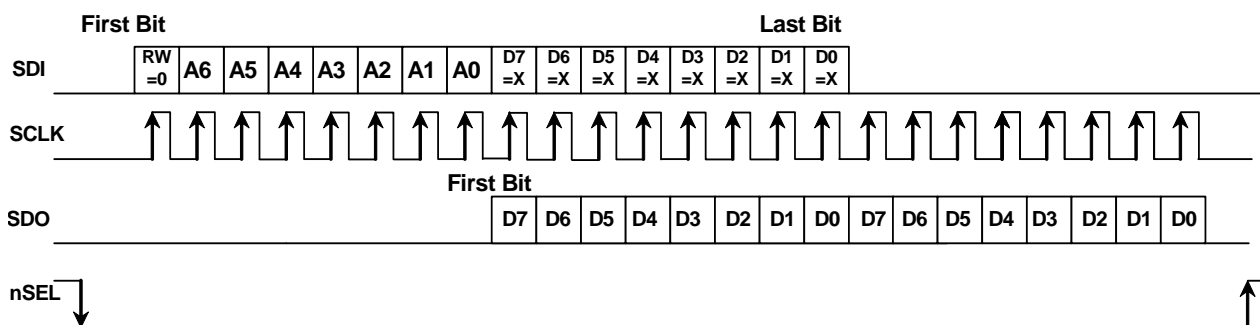 First Bit Last Bit
SDI RW =0 A6 A5 A4 A3 A2 A1 A0 D7 =X D6 =X D5 =X D4 =X D3 =X D2 =X D1 =X D0 =X
SCLK
First Bit
SDO D7 D6 D5 D4 D3 D2 D1 D0 D7 D6 D5 D4 D3 D2 D1 D0
nSEL